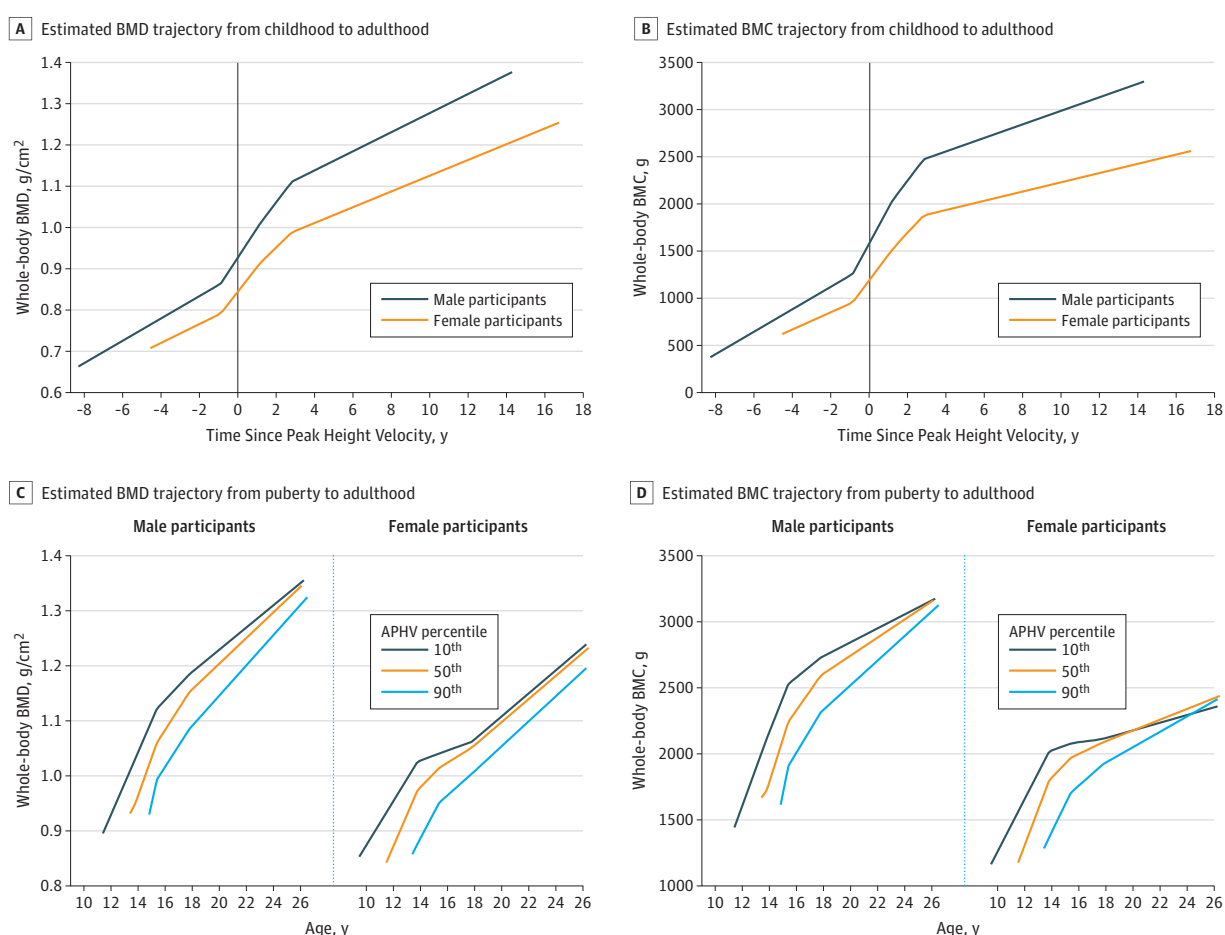 A Estimated BMD trajectory from childhood to adulthood
1.4
1.3
1.2
1.1
1.0
0.9
0.8
0.7
0.6
Whole-body BMD, g/cm²
Male participants
Female participants
-8 -6 -4 -2 0 2 4 6 8 10 12 14 16 18
Time Since Peak Height Velocity, y
B Estimated BMC trajectory from childhood to adulthood
3500
3000
2500
2000
1500
1000
500
0
Whole-body BMC, g
Male participants
Female participants
-8 -6 -4 -2 0 2 4 6 8 10 12 14 16 18
Time Since Peak Height Velocity, y
C Estimated BMD trajectory from puberty to adulthood
Male participants Female participants
1.4
1.3
1.2
1.1
1.0
0.9
0.8
Whole-body BMD, g/cm²
APHV percentile
10th
50th
90th
10 12 14 16 18 20 22 24 26 10 12 14 16 18 20 22 24 26
Age, y
D Estimated BMC trajectory from puberty to adulthood
Male participants Female participants
3500
3000
2500
2000
1500
1000
Whole-body BMC, g
APHV percentile
10th
50th
90th
10 12 14 16 18 20 22 24 26 10 12 14 16 18 20 22 24 26
Age, y